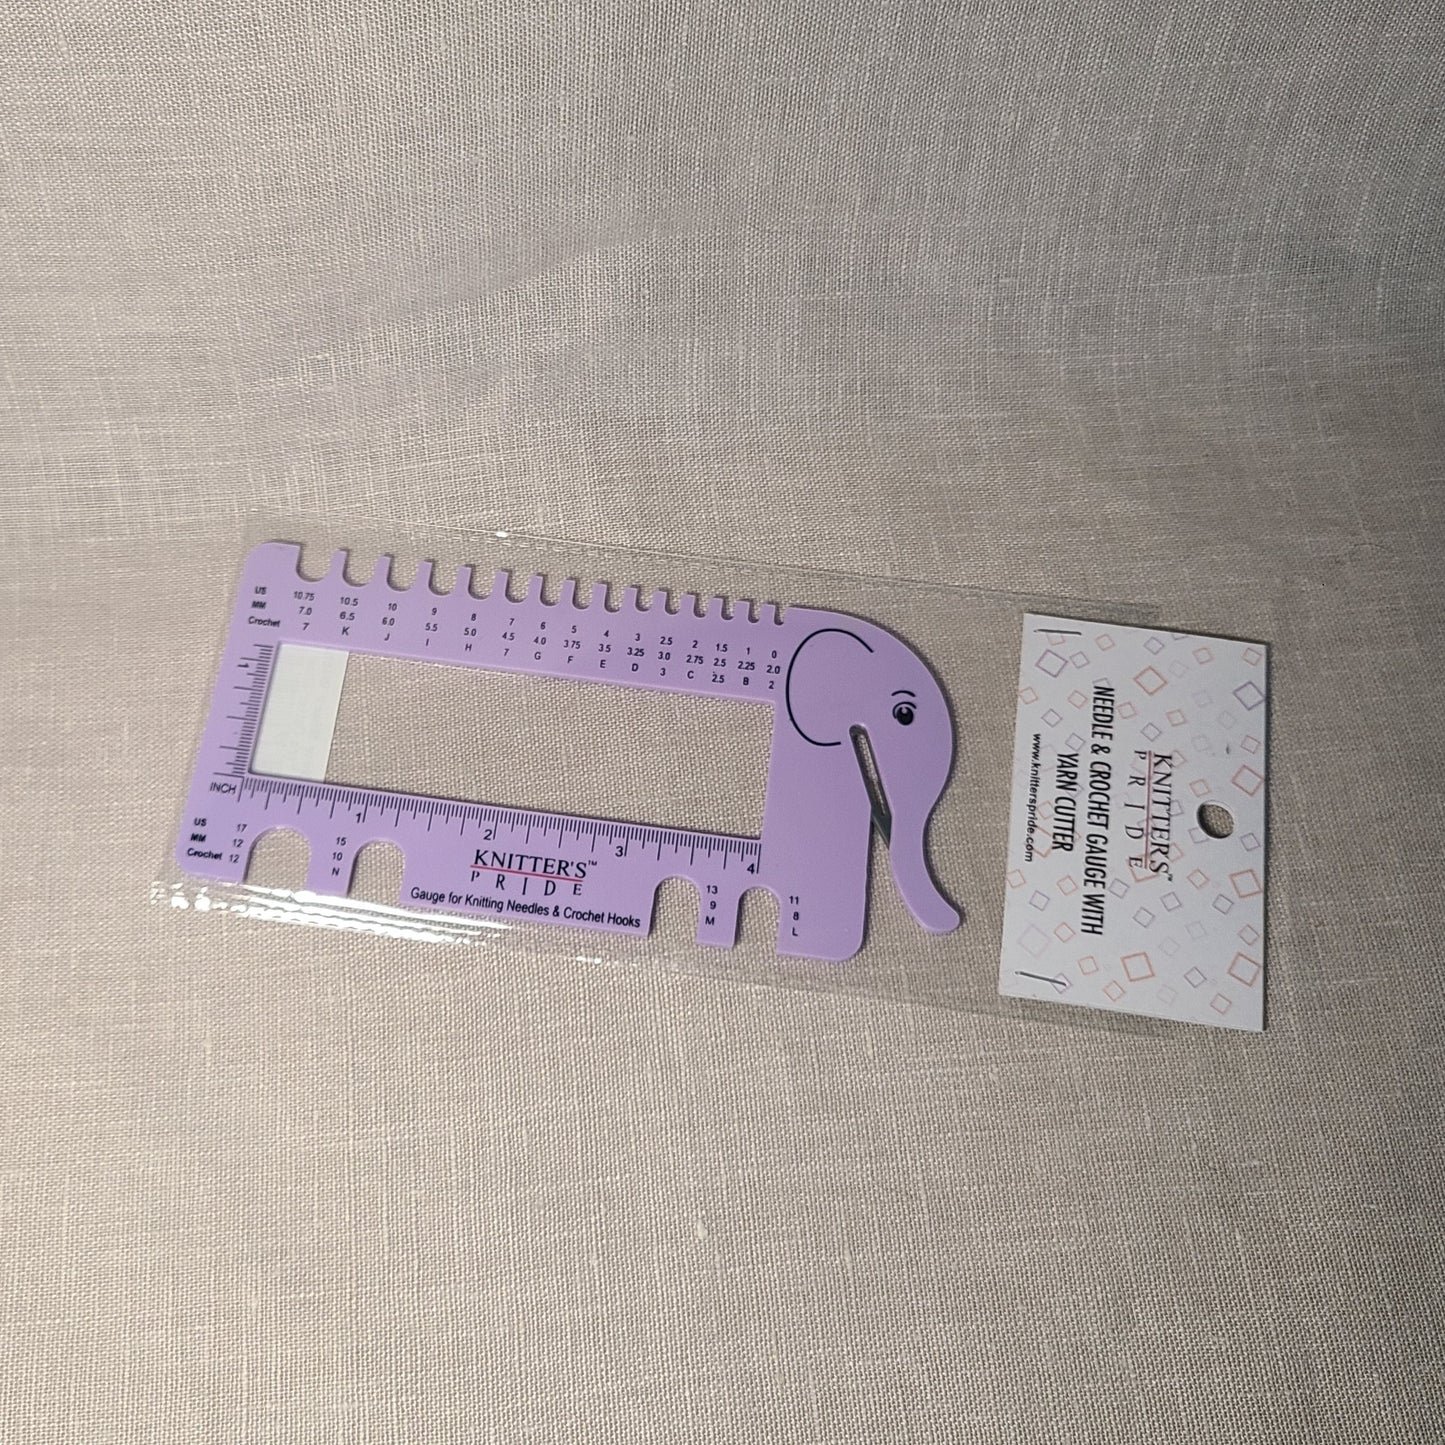 US 10.75 10.5 10 9 8 7 6 5 4 3 2.5 2 1.5 1 0
MM 7.0 6.5 6.0 5.5 5.0 4.5 4.0 3.75 3.5 3.25 3.0 2.75 2.5 2.25 2.0
Crochet 7 K J I H 7 G F E D 3 C 2.5 B 2
1
INCH 1 2 3 4
US 17 15 13 11
MM 12 10 9 8
Crochet 12 N M L
KNITTER'S™
PRIDE
Gauge for Knitting Needles & Crochet Hooks
KNITTER'S™
PRIDE
NEEDLE & CROCHET GAUGE WITH
YARN CUTTER
www.knitterspride.com